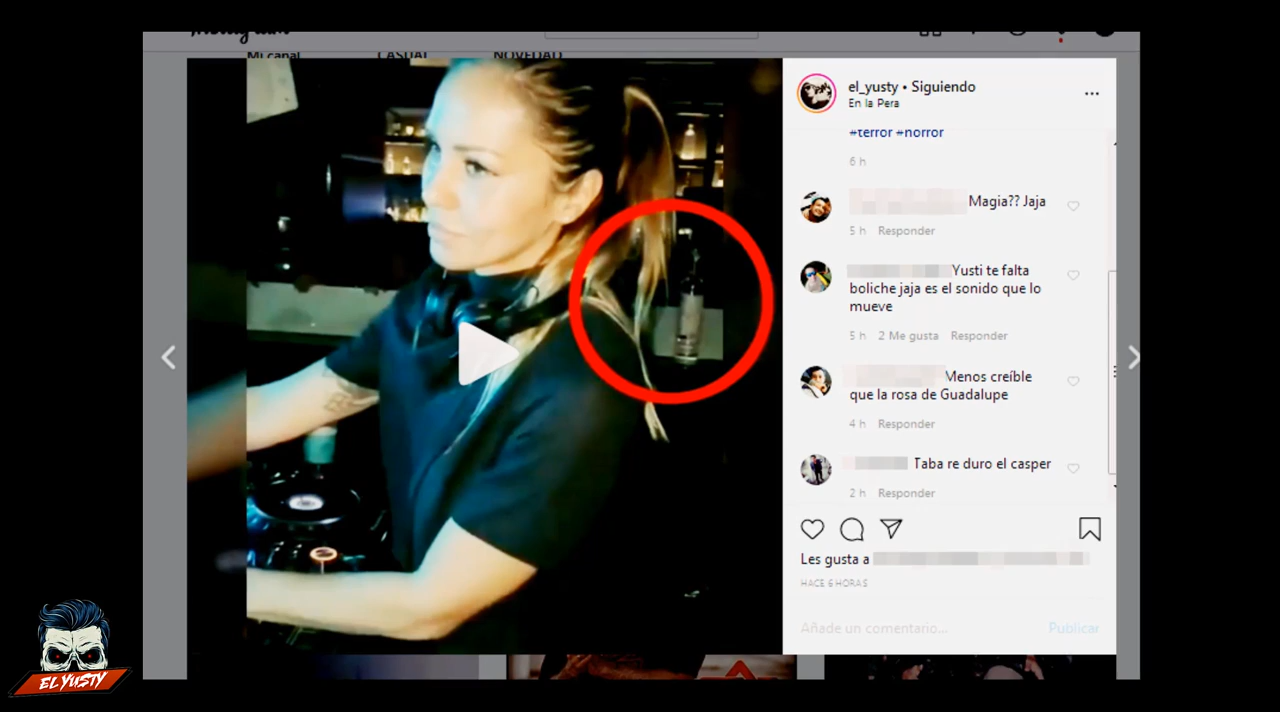 Instagram
Mi canal
CASUAL
NOVEDAD
el_yusty • Siguiendo
En la Pera
#terror #horror
6 h
Magia?? Jaja
5 h Responder
Yusti te falta
boliche jaja es el sonido que lo
mueve
5 h 2 Me gusta Responder
Menos creíble
que la rosa de Guadalupe
4 h Responder
Taba re duro el casper
2 h Responder
Les gusta a
HACE 6 HORAS
Añade un comentario...
Publicar
EL YUSTY